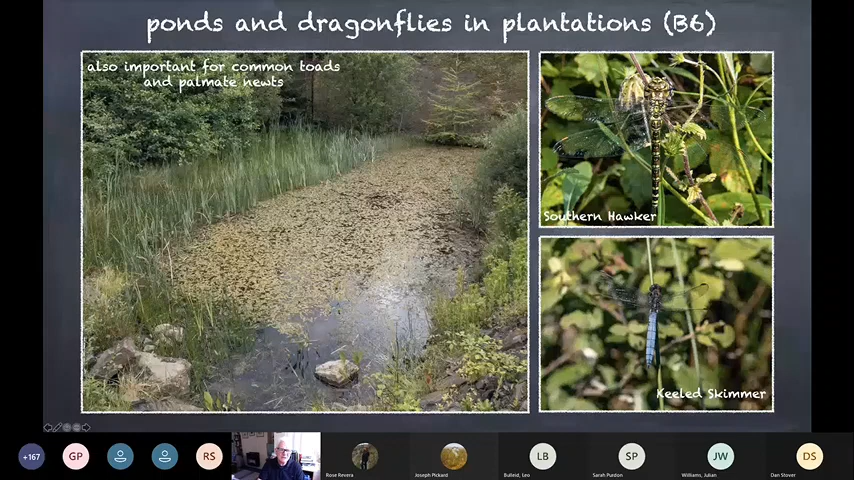 ponds and dragonflies in plantations (B6)
also important for common toads
and palmate newts
Southern Hawker
Keeled Skimmer
+167
GP
RS
Rose Revera
Joseph Pickard
LB
Bulleid, Leo
SP
Sarah Purdon
JW
Williams, Julian
DS
Dan Stover